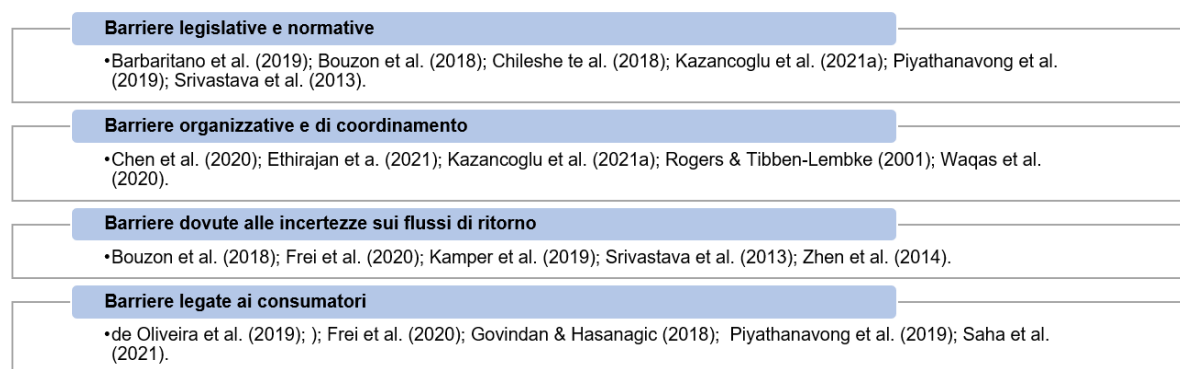 Barriere legislative e normative
•Barbaritano et al. (2019); Bouzon et al. (2018); Chileshe te al. (2018); Kazancoglu et al. (2021a); Piyathanavong et al.
(2019); Srivastava et al. (2013).
Barriere organizzative e di coordinamento
•Chen et al. (2020); Ethirajan et a. (2021); Kazancoglu et al. (2021a); Rogers & Tibben-Lembke (2001); Waqas et al.
(2020).
Barriere dovute alle incertezze sui flussi di ritorno
•Bouzon et al. (2018); Frei et al. (2020); Kamper et al. (2019); Srivastava et al. (2013); Zhen et al. (2014).
Barriere legate ai consumatori
•de Oliveira et al. (2019); ); Frei et al. (2020); Govindan & Hasanagic (2018); Piyathanavong et al. (2019); Saha et al.
(2021).